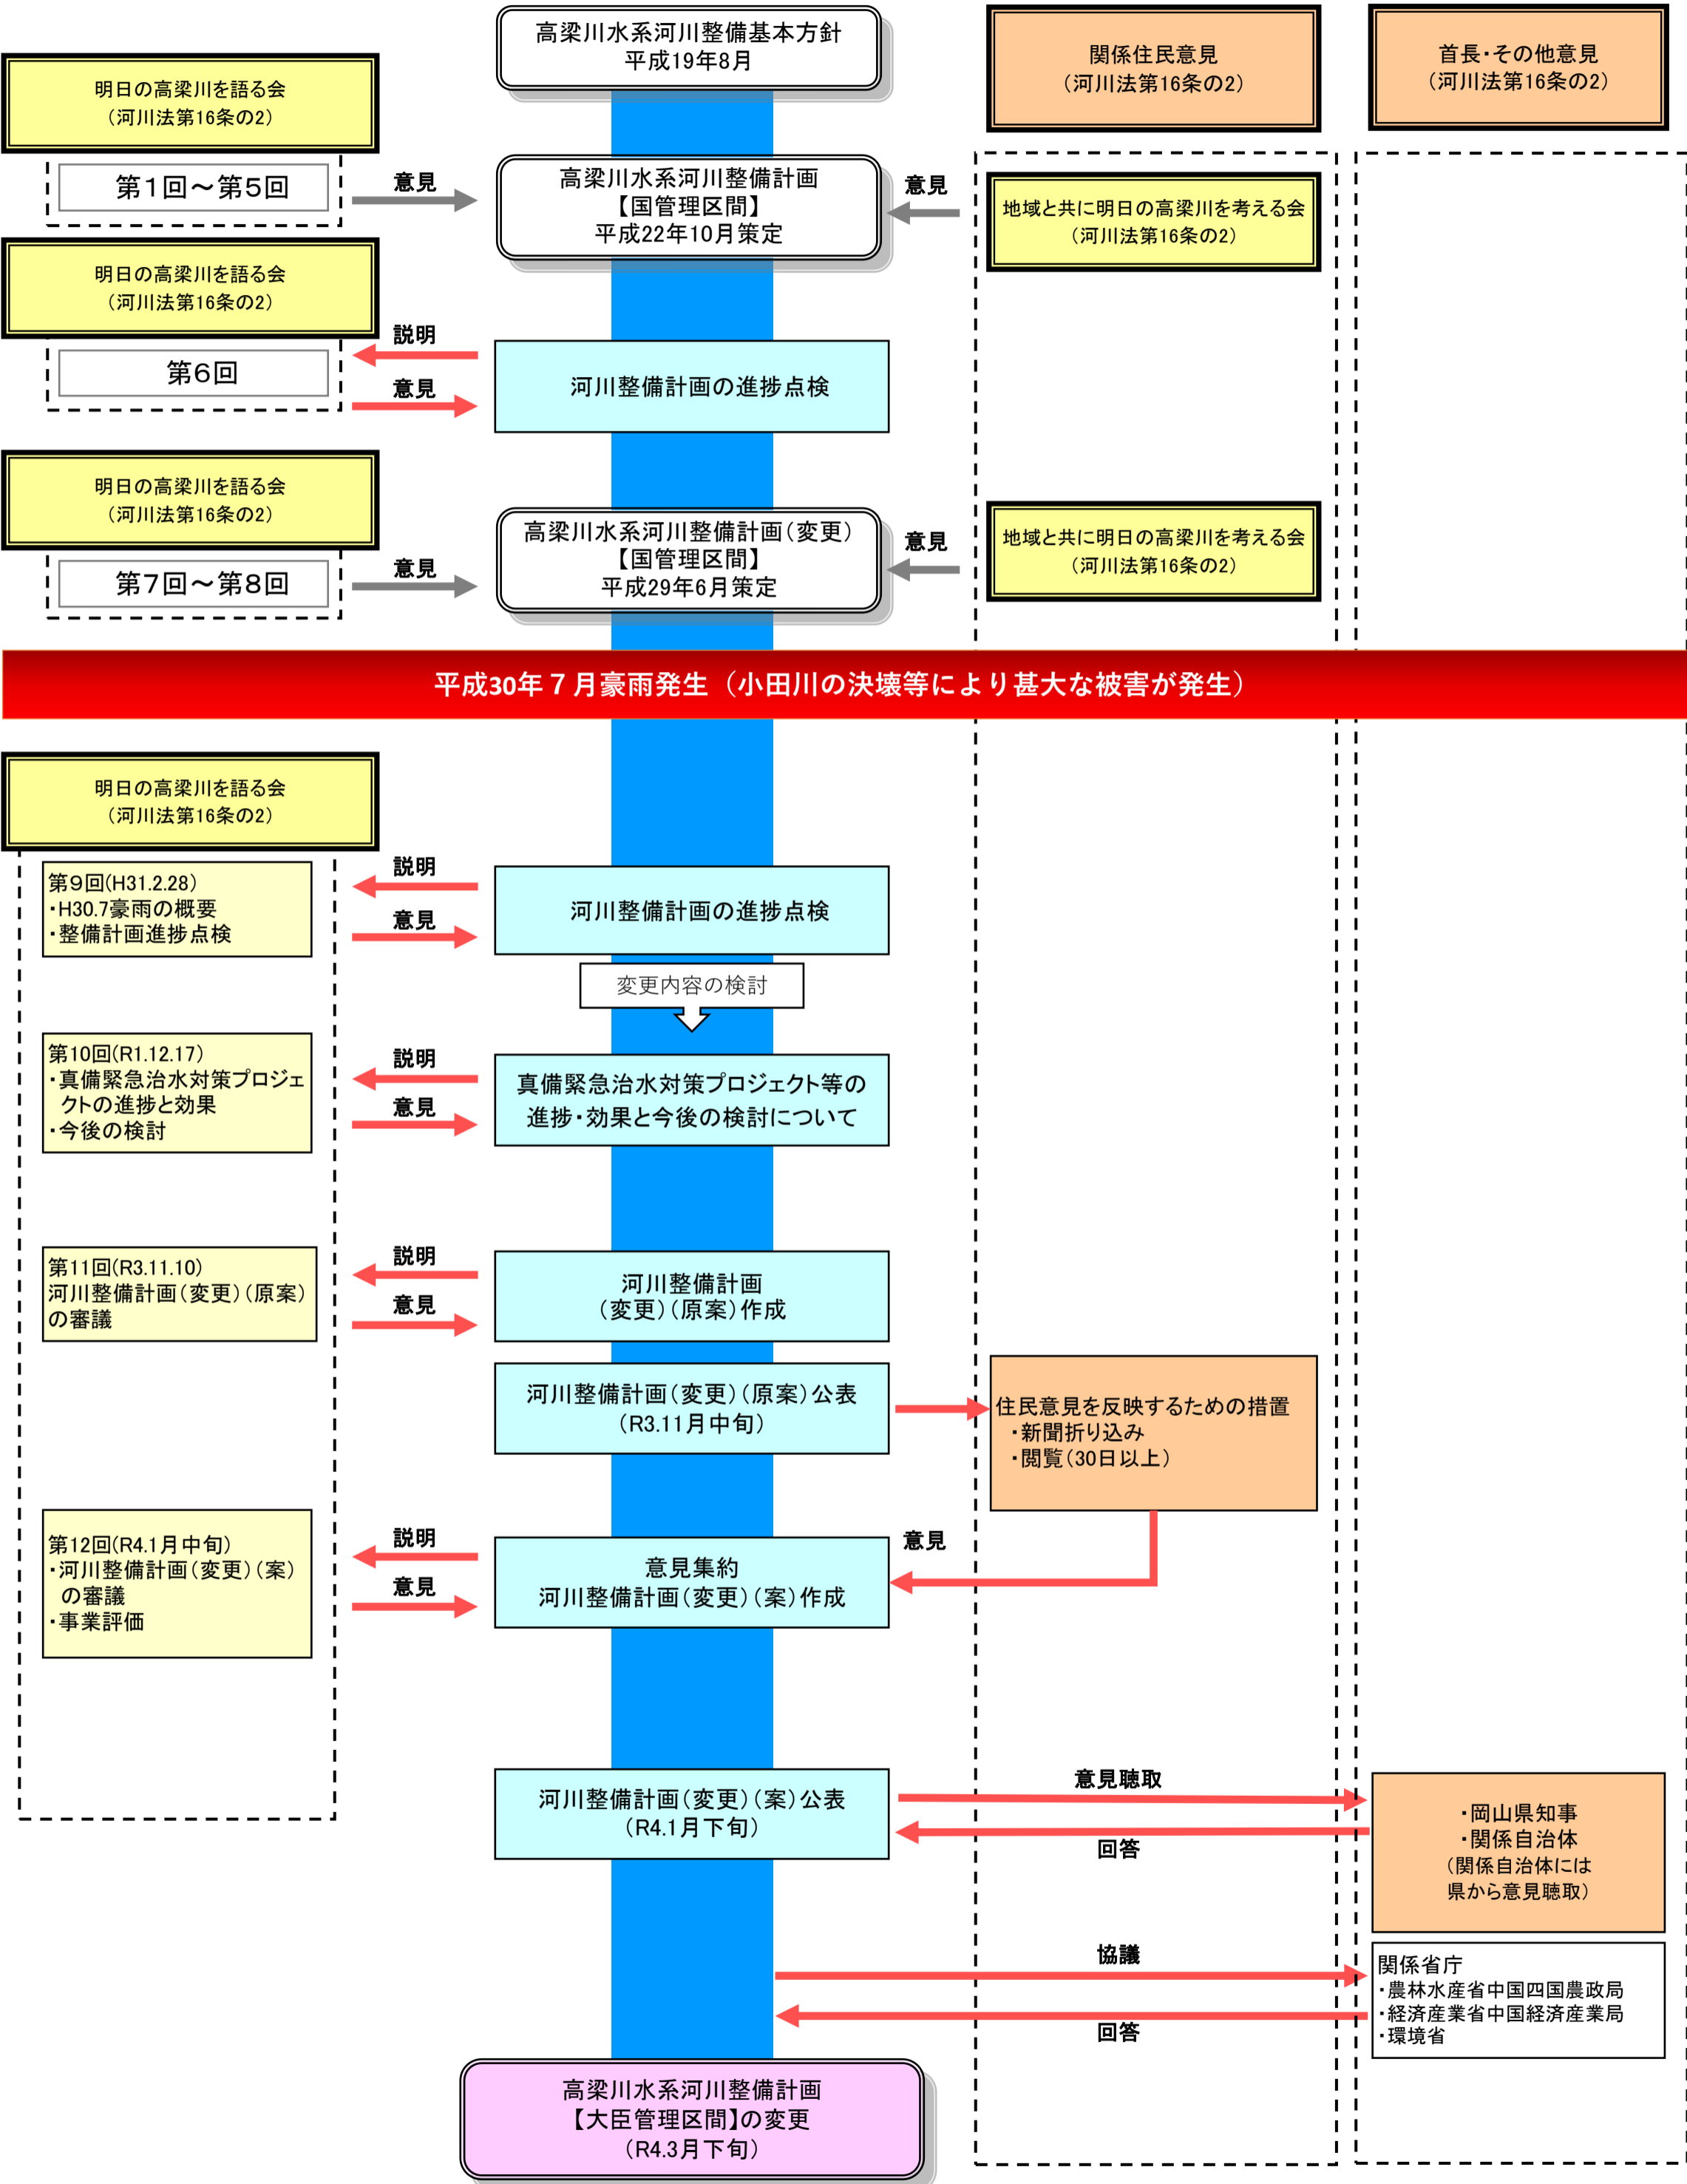 高梁川水系河川整備基本方針
平成19年8月
関係住民意見
（河川法第16条の2）
首長・その他意見
（河川法第16条の2）
明日の高梁川を語る会
（河川法第16条の2）
第１回～第５回
意見
高梁川水系河川整備計画
【国管理区間】
平成22年10月策定
意見
地域と共に明日の高梁川を考える会
（河川法第16条の2）
明日の高梁川を語る会
（河川法第16条の2）
第６回
説明
意見
河川整備計画の進捗点検
明日の高梁川を語る会
（河川法第16条の2）
第７回～第８回
意見
高梁川水系河川整備計画（変更）
【国管理区間】
平成29年6月策定
意見
地域と共に明日の高梁川を考える会
（河川法第16条の2）
平成30年７月豪雨発生（小田川の決壊等により甚大な被害が発生）
明日の高梁川を語る会
（河川法第16条の2）
第９回(H31.2.28)
・H30.7豪雨の概要
・整備計画進捗点検
説明
意見
河川整備計画の進捗点検
変更内容の検討
第10回(R1.12.17)
・真備緊急治水対策プロジェ
クトの進捗と効果
・今後の検討
説明
意見
真備緊急治水対策プロジェクト等の
進捗・効果と今後の検討について
第11回(R3.11.10)
河川整備計画（変更）（原案）
の審議
説明
意見
河川整備計画
（変更）（原案）作成
河川整備計画（変更）（原案）公表
（R3.11月中旬）
住民意見を反映するための措置
・新聞折り込み
・閲覧（30日以上）
第12回(R4.1月中旬)
・河川整備計画（変更）（案）
の審議
・事業評価
説明
意見
意見集約
河川整備計画（変更）（案）作成
意見
河川整備計画（変更）（案）公表
（R4.1月下旬）
意見聴取
回答
・岡山県知事
・関係自治体
（関係自治体には
県から意見聴取）
協議
回答
関係省庁
・農林水産省中国四国農政局
・経済産業省中国経済産業局
・環境省
高梁川水系河川整備計画
【大臣管理区間】の変更
（R4.3月下旬）